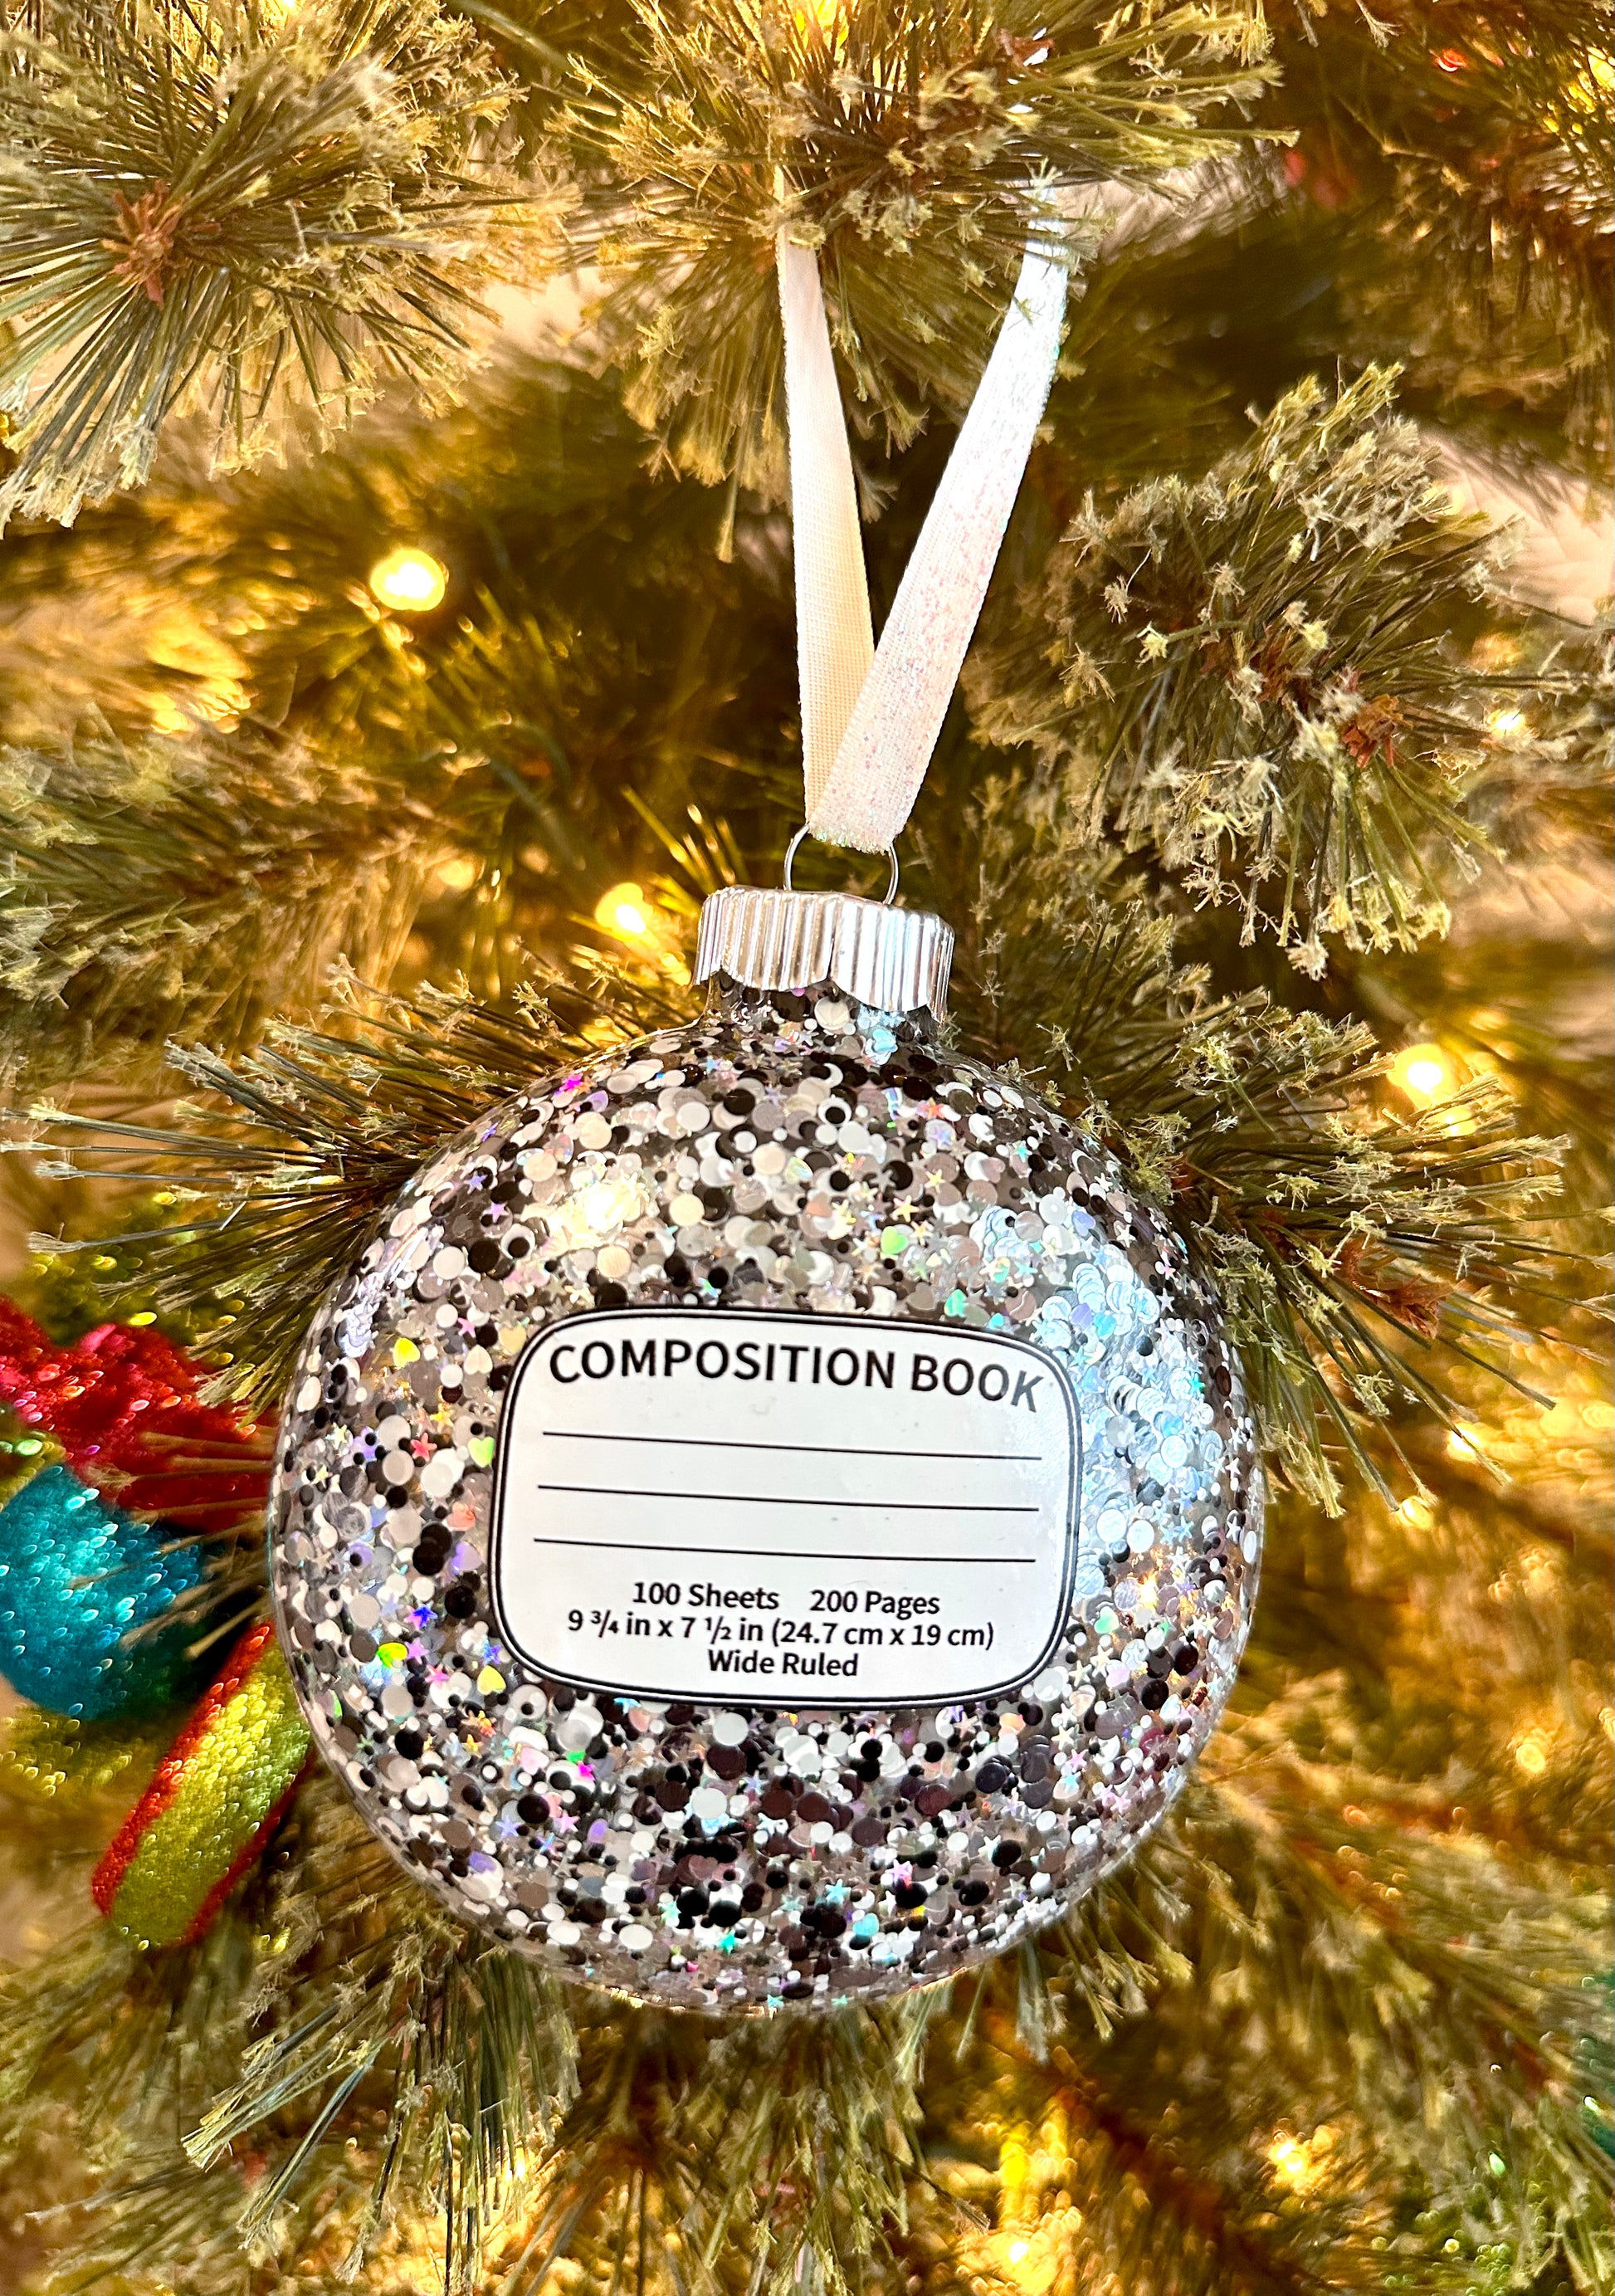 COMPOSITION BOOK
100 Sheets 200 Pages
9 ¾ in x 7 ½ in (24.7 cm x 19 cm)
Wide Ruled